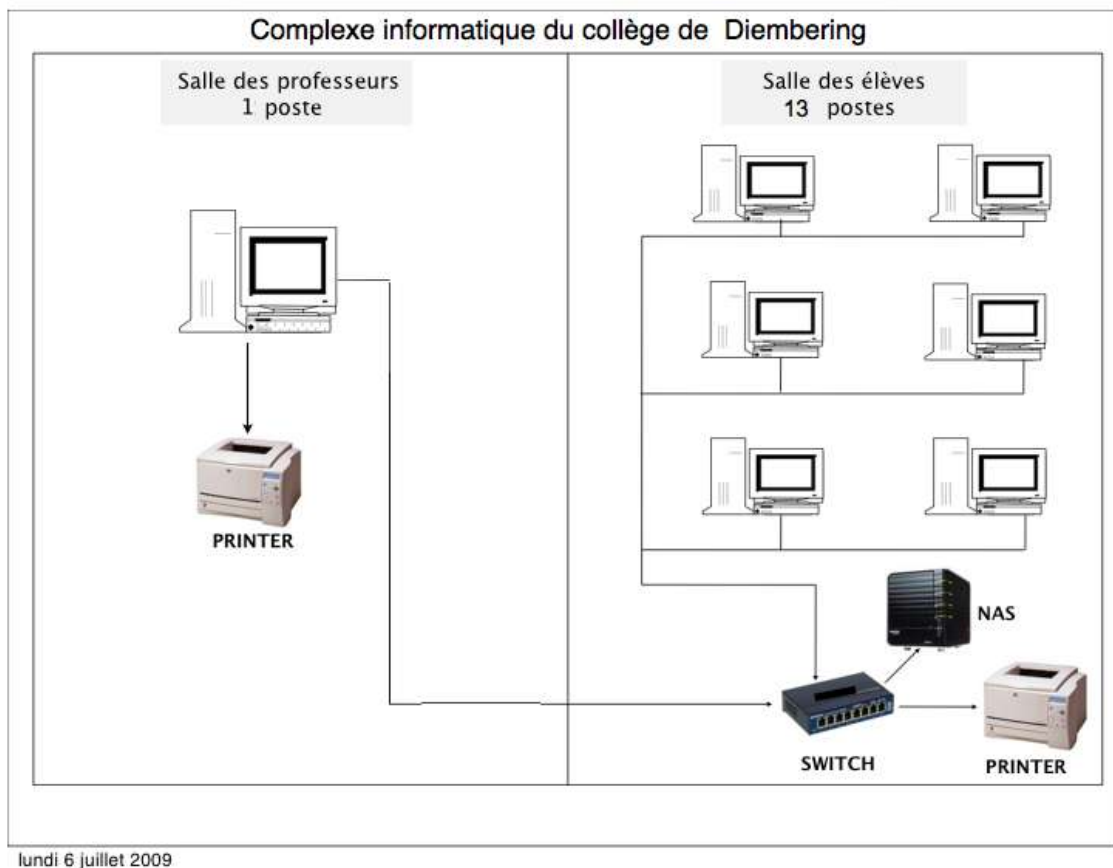 Complexe informatique du collège de Diembering
Salle des professeurs
1 poste
Salle des élèves
13 postes
PRINTER
NAS
SWITCH
PRINTER
lundi 6 juillet 2009